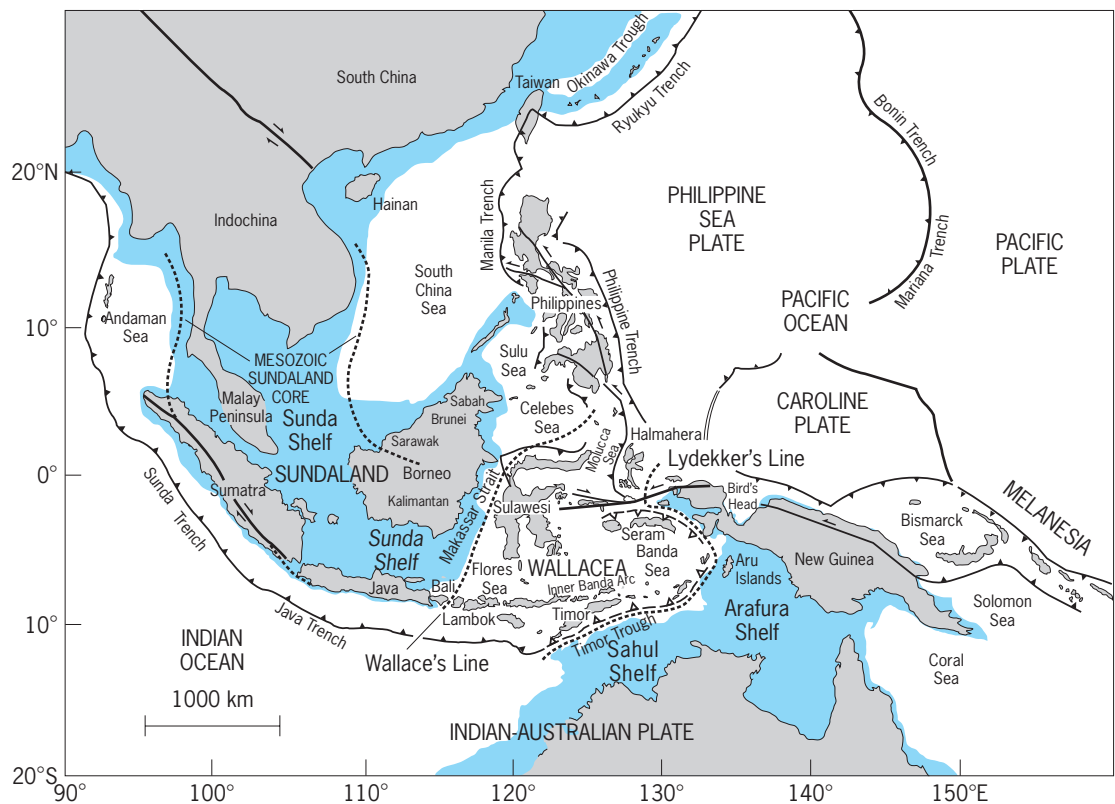 South China
Taiwan
Okinawa Trough
Ryukyu Trench
Bonin Trench
20°N
Hainan
Indochina
Manila Trench
PHILIPPINE
SEA
PLATE
PACIFIC
PLATE
Mariana Trench
South
China
Sea
Philippines
Philippine Trench
PACIFIC
OCEAN
Andaman
Sea
10°
MESOZOIC
SUNDALAND
CORE
Sulu
Sea
Malay
Peninsula
Sunda
Shelf
Sabah
Brunei
Celebes
Sea
CAROLINE
PLATE
Sarawak
Molucca
Sea
Halmahera
Lydekker's Line
0°
SUNDALAND
Borneo
Sumatra
Kalimantan
Makassar Strait
Sulawesi
Bird's
Head
MELANESIA
Sunda Trench
Sunda
Shelf
Seram
Banda
Sea
Bismarck
Sea
Flores
Sea
WALLACEA
Aru
Islands
New Guinea
Java
Bali
Inner Banda Arc
Lambok
Timor
Solomon
Sea
10°
Java Trench
Timor Trough
Arafura
Shelf
INDIAN
OCEAN
Wallace's Line
Sahul
Shelf
Coral
Sea
1000 km
INDIAN-AUSTRALIAN PLATE
20°S
90°
100°
110°
120°
130°
140°
150°E